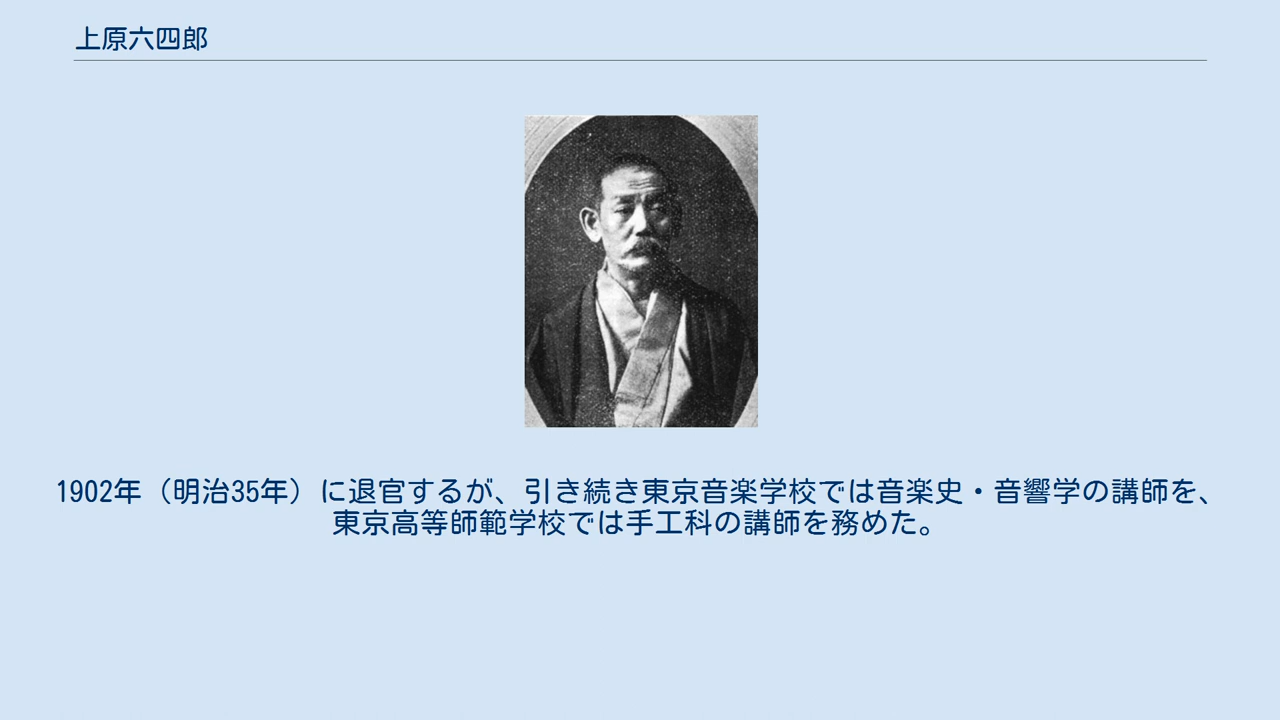 上原六四郎
1902年（明治35年）に退官するが、引き続き東京音楽学校では音楽史・音響学の講師を、
東京高等師範学校では手工科の講師を務めた。